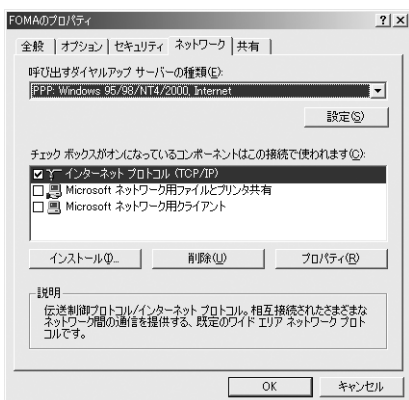 FOMAのプロパティ
全般 オプション セキュリティ ネットワーク 共有
呼び出すダイヤルアップ サーバーの種類(E):
PPP: Windows 95/98/NT4/2000, Internet
設定(S)
チェック ボックスがオンになっているコンポーネントはこの接続で使われます(C):
インターネット プロトコル (TCP/IP)
Microsoft ネットワーク用ファイルとプリンタ共有
Microsoft ネットワーク用クライアント
インストール(I)...
削除(U)
プロパティ(R)
説明
伝送制御プロトコル/インターネット プロトコル。相互接続されたさまざまな
ネットワーク間の通信を提供する、既定のワイド エリア ネットワーク プロト
コルです。
OK キャンセル